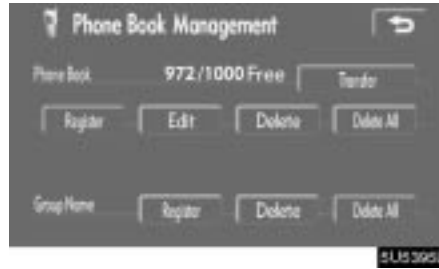 Phone Book Management
Phone Book 972/1000 Free Transfer
Register Edit Delete Delete All
Group Name Register Delete Delete All
5U5395